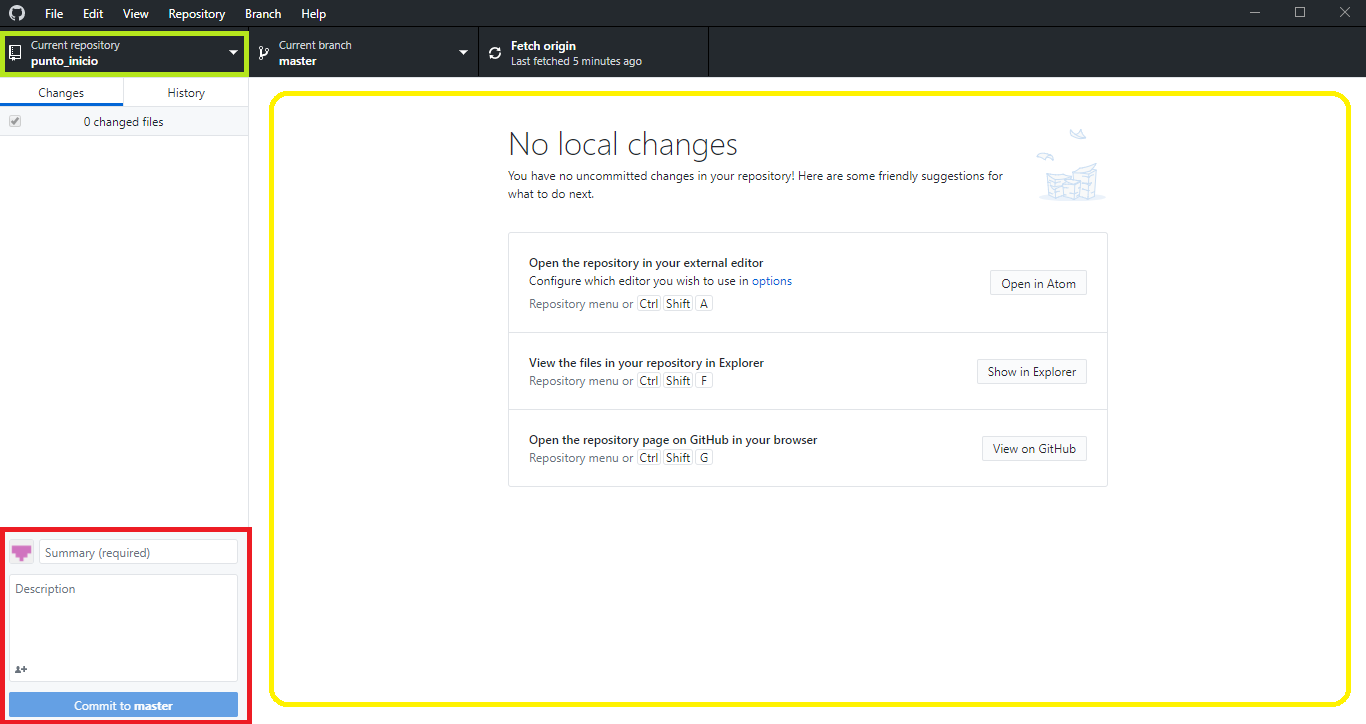 File Edit View Repository Branch Help
Current repository
punto_inicio
Current branch
master
Fetch origin
Last fetched 5 minutes ago
Changes History
0 changed files
No local changes
You have no uncommitted changes in your repository! Here are some friendly suggestions for
what to do next.
Open the repository in your external editor
Configure which editor you wish to use in options
Repository menu or Ctrl Shift A
Open in Atom
View the files in your repository in Explorer
Repository menu or Ctrl Shift F
Show in Explorer
Open the repository page on GitHub in your browser
Repository menu or Ctrl Shift G
View on GitHub
Summary (required)
Description
Commit to master